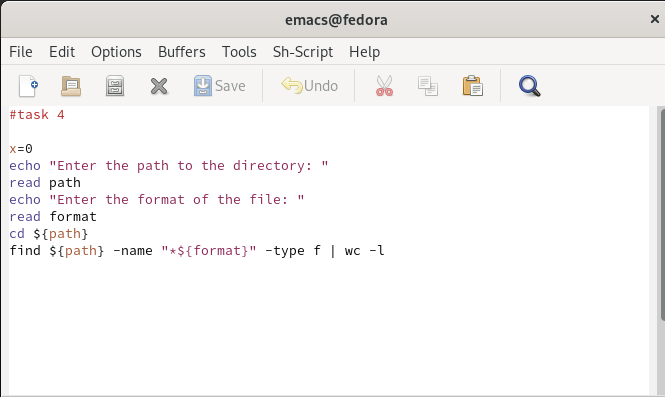 emacs@fedora
File Edit Options Buffers Tools Sh-Script Help
Save Undo
#task 4
x=0
echo "Enter the path to the directory: "
read path
echo "Enter the format of the file: "
read format
cd ${path}
find ${path} -name "*${format}" -type f | wc -l